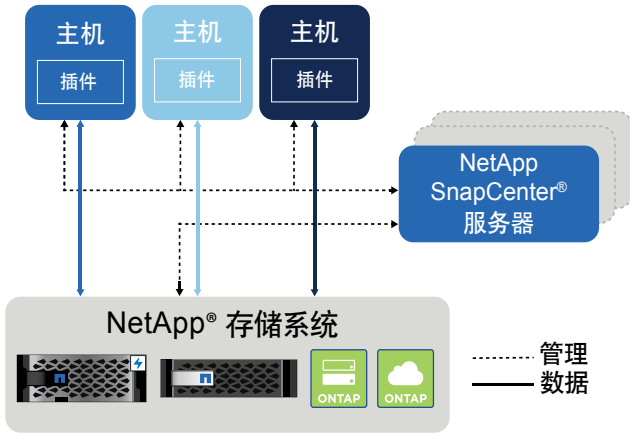 主机
主机
主机
插件
插件
插件
NetApp
SnapCenter®
服务器
NetApp® 存储系统
ONTAP
ONTAP
管理
数据